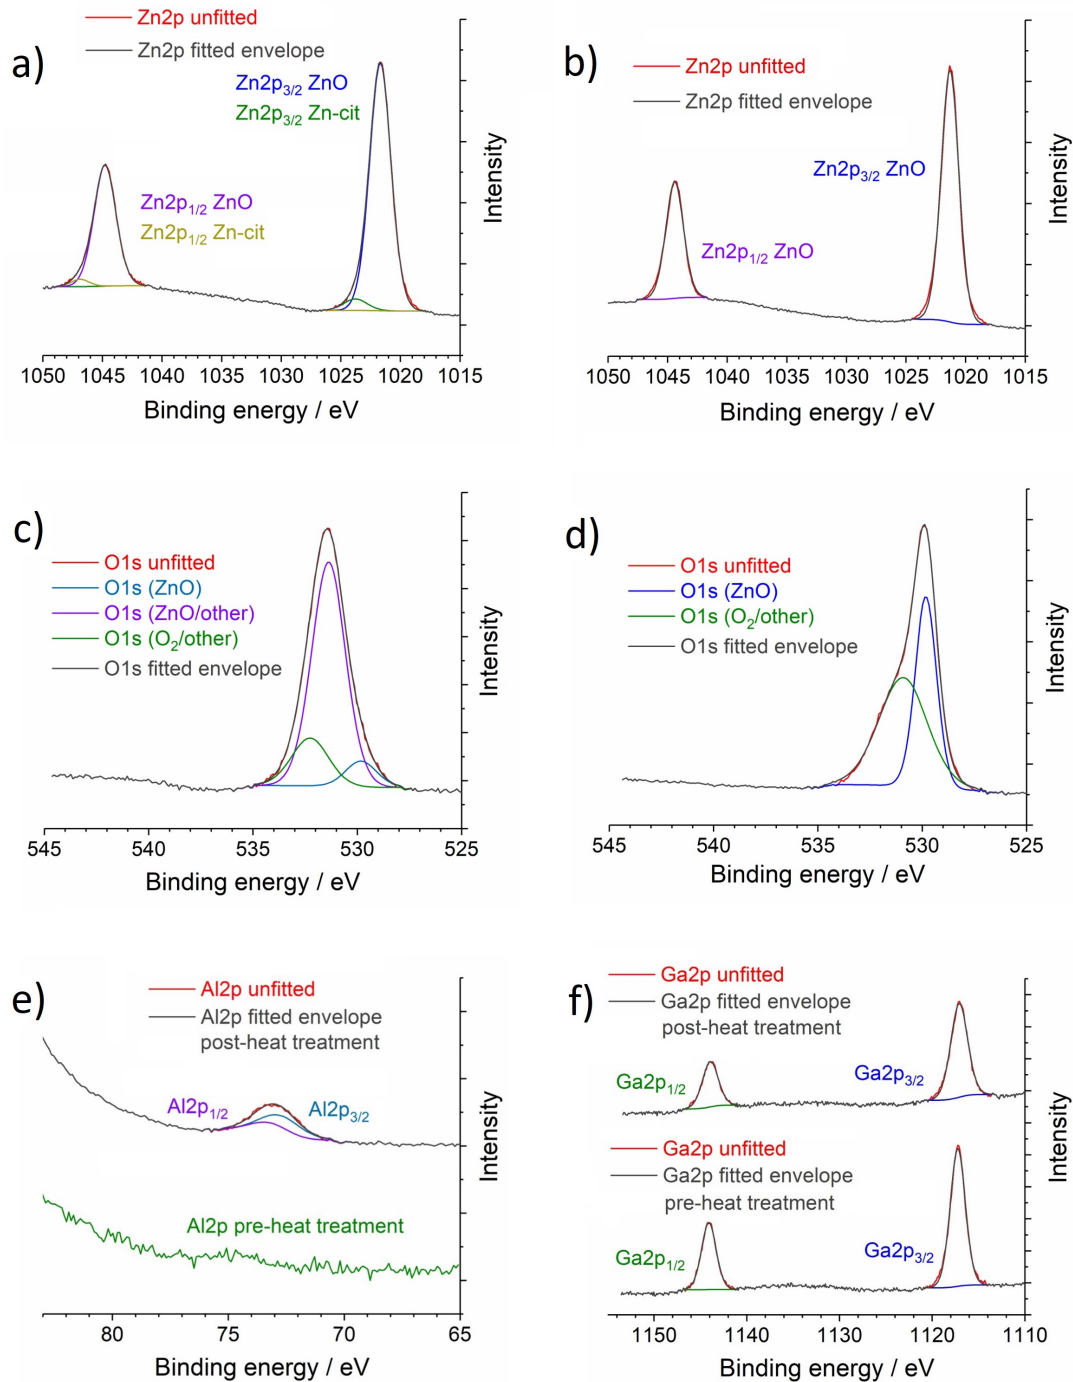 a)
Zn2p unfitted
Zn2p fitted envelope
Zn2p3/2 ZnO
Zn2p3/2 Zn-cit
Zn2p1/2 ZnO
Zn2p1/2 Zn-cit
Intensity
1050 1045 1040 1035 1030 1025 1020 1015
Binding energy / eV
b)
Zn2p unfitted
Zn2p fitted envelope
Zn2p3/2 ZnO
Zn2p1/2 ZnO
Intensity
1050 1045 1040 1035 1030 1025 1020 1015
Binding energy / eV
c)
O1s unfitted
O1s (ZnO)
O1s (ZnO/other)
O1s (O2/other)
O1s fitted envelope
Intensity
545 540 535 530 525
Binding energy / eV
d)
O1s unfitted
O1s (ZnO)
O1s (O2/other)
O1s fitted envelope
Intensity
545 540 535 530 525
Binding energy / eV
e)
Al2p unfitted
Al2p fitted envelope
post-heat treatment
Al2p1/2
Al2p3/2
Al2p pre-heat treatment
Intensity
80 75 70 65
Binding energy / eV
f)
Ga2p unfitted
Ga2p fitted envelope
post-heat treatment
Ga2p1/2
Ga2p3/2
Ga2p unfitted
Ga2p fitted envelope
pre-heat treatment
Ga2p1/2
Ga2p3/2
Intensity
1150 1140 1130 1120 1110
Binding energy / eV